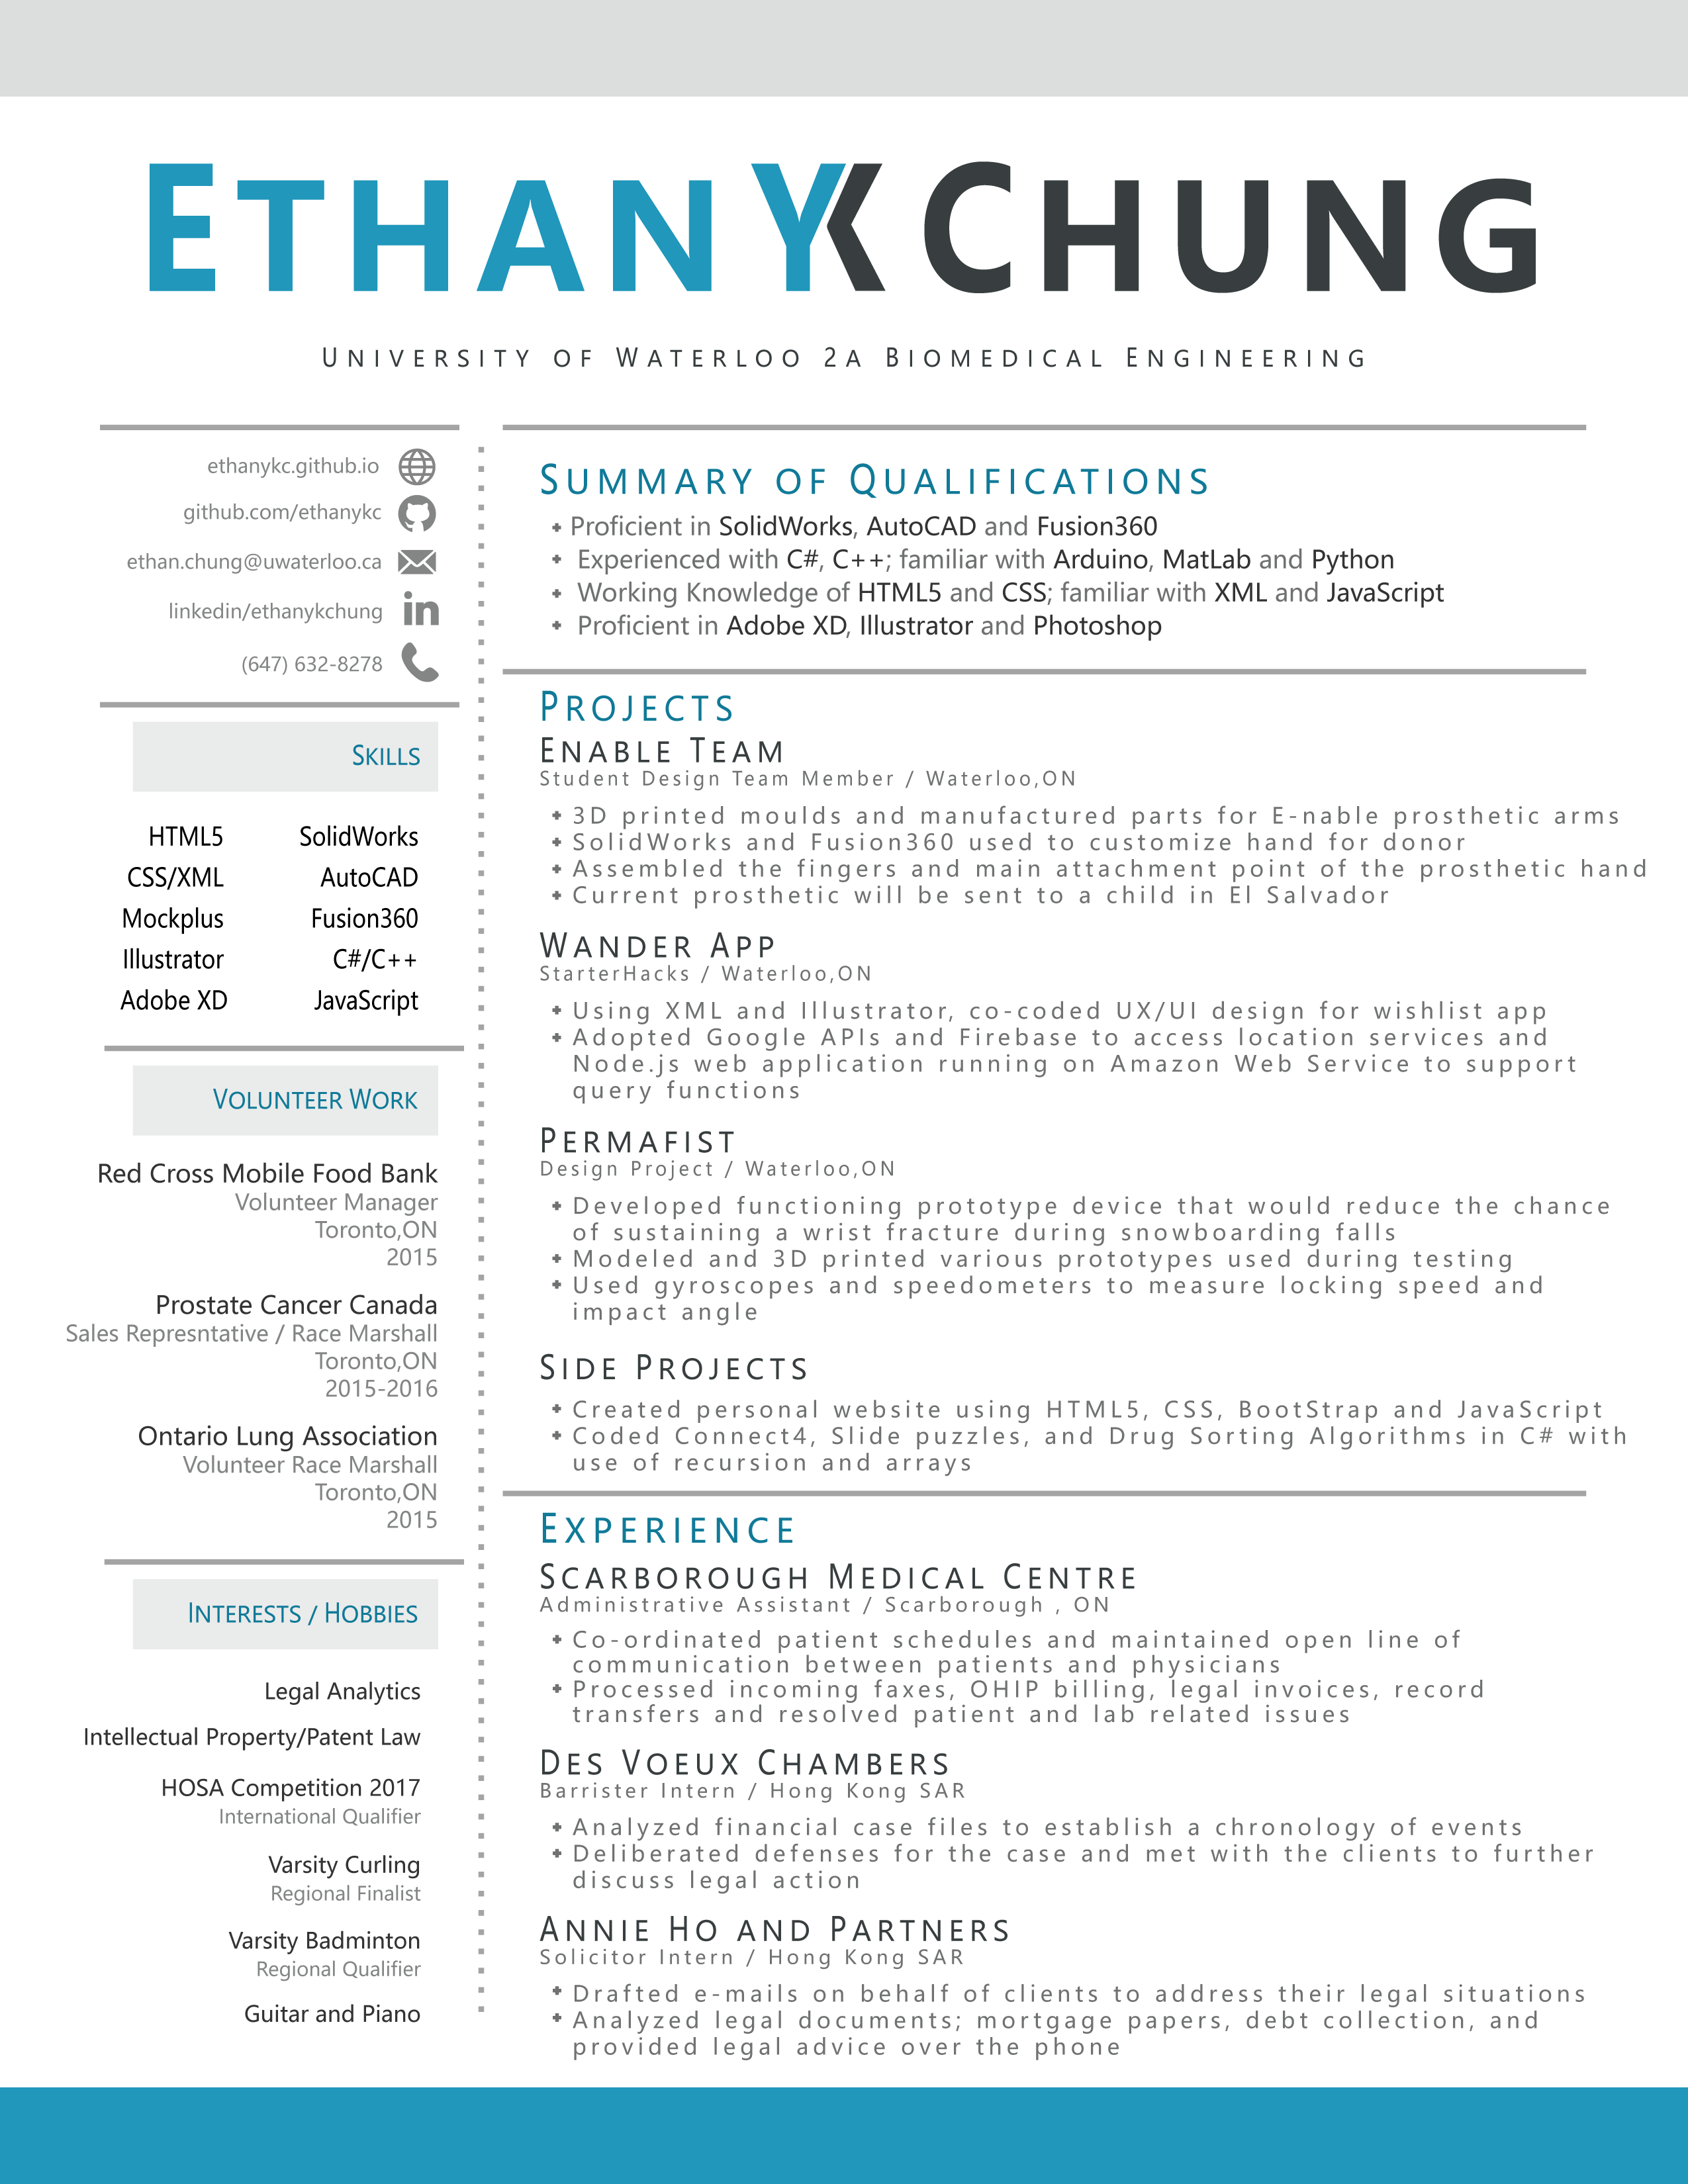 ETHAN YK CHUNG
UNIVERSITY OF WATERLOO 2A BIOMEDICAL ENGINEERING
ethanykc.github.io
github.com/ethanykc
ethan.chung@uwaterloo.ca
linkedin/ethanykchung
(647) 632-8278
SKILLS
HTML5 SolidWorks
CSS/XML AutoCAD
Mockplus Fusion360
Illustrator C#/C++
Adobe XD JavaScript
VOLUNTEER WORK
Red Cross Mobile Food Bank
Volunteer Manager
Toronto,ON
2015
Prostate Cancer Canada
Sales Represntative / Race Marshall
Toronto,ON
2015-2016
Ontario Lung Association
Volunteer Race Marshall
Toronto,ON
2015
INTERESTS / HOBBIES
Legal Analytics
Intellectual Property/Patent Law
HOSA Competition 2017
International Qualifier
Varsity Curling
Regional Finalist
Varsity Badminton
Regional Qualifier
Guitar and Piano
SUMMARY OF QUALIFICATIONS
Proficient in SolidWorks, AutoCAD and Fusion360
Experienced with C#, C++; familiar with Arduino, MatLab and Python
Working Knowledge of HTML5 and CSS; familiar with XML and JavaScript
Proficient in Adobe XD, Illustrator and Photoshop
PROJECTS
ENABLE TEAM
Student Design Team Member / Waterloo,ON
3D printed moulds and manufactured parts for E-nable prosthetic arms
SolidWorks and Fusion360 used to customize hand for donor
Assembled the fingers and main attachment point of the prosthetic hand
Current prosthetic will be sent to a child in El Salvador
WANDER APP
StarterHacks / Waterloo,ON
Using XML and Illustrator, co-coded UX/UI design for wishlist app
Adopted Google APIs and Firebase to access location services and
Node.js web application running on Amazon Web Service to support
query functions
PERMAFIST
Design Project / Waterloo,ON
Developed functioning prototype device that would reduce the chance
of sustaining a wrist fracture during snowboarding falls
Modeled and 3D printed various prototypes used during testing
Used gyroscopes and speedometers to measure locking speed and
impact angle
SIDE PROJECTS
Created personal website using HTML5, CSS, BootStrap and JavaScript
Coded Connect4, Slide puzzles, and Drug Sorting Algorithms in C# with
use of recursion and arrays
EXPERIENCE
SCARBOROUGH MEDICAL CENTRE
Administrative Assistant / Scarborough , ON
Co-ordinated patient schedules and maintained open line of
communication between patients and physicians
Processed incoming faxes, OHIP billing, legal invoices, record
transfers and resolved patient and lab related issues
DES VOEUX CHAMBERS
Barrister Intern / Hong Kong SAR
Analyzed financial case files to establish a chronology of events
Deliberated defenses for the case and met with the clients to further
discuss legal action
ANNIE HO AND PARTNERS
Solicitor Intern / Hong Kong SAR
Drafted e-mails on behalf of clients to address their legal situations
Analyzed legal documents; mortgage papers, debt collection, and
provided legal advice over the phone